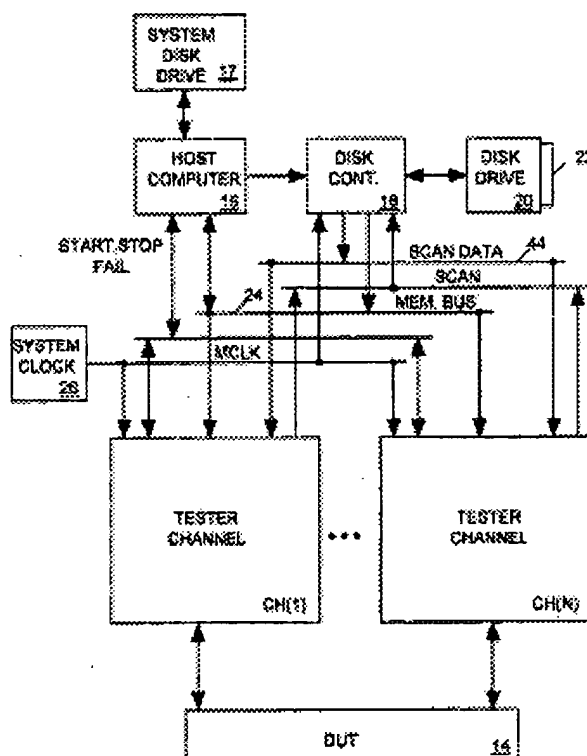 SYSTEM
DISK
DRIVE 17
HOST
COMPUTER
16
DISK
CONT.
18
DISK
DRIVE
20
22
START,STOP
FAIL
SCAN DATA
44
SCAN
24
MEM. BUS
SYSTEM
CLOCK
26
MCLK
TESTER
CHANNEL
CH(1)
•••
TESTER
CHANNEL
CH(N)
DUT
14